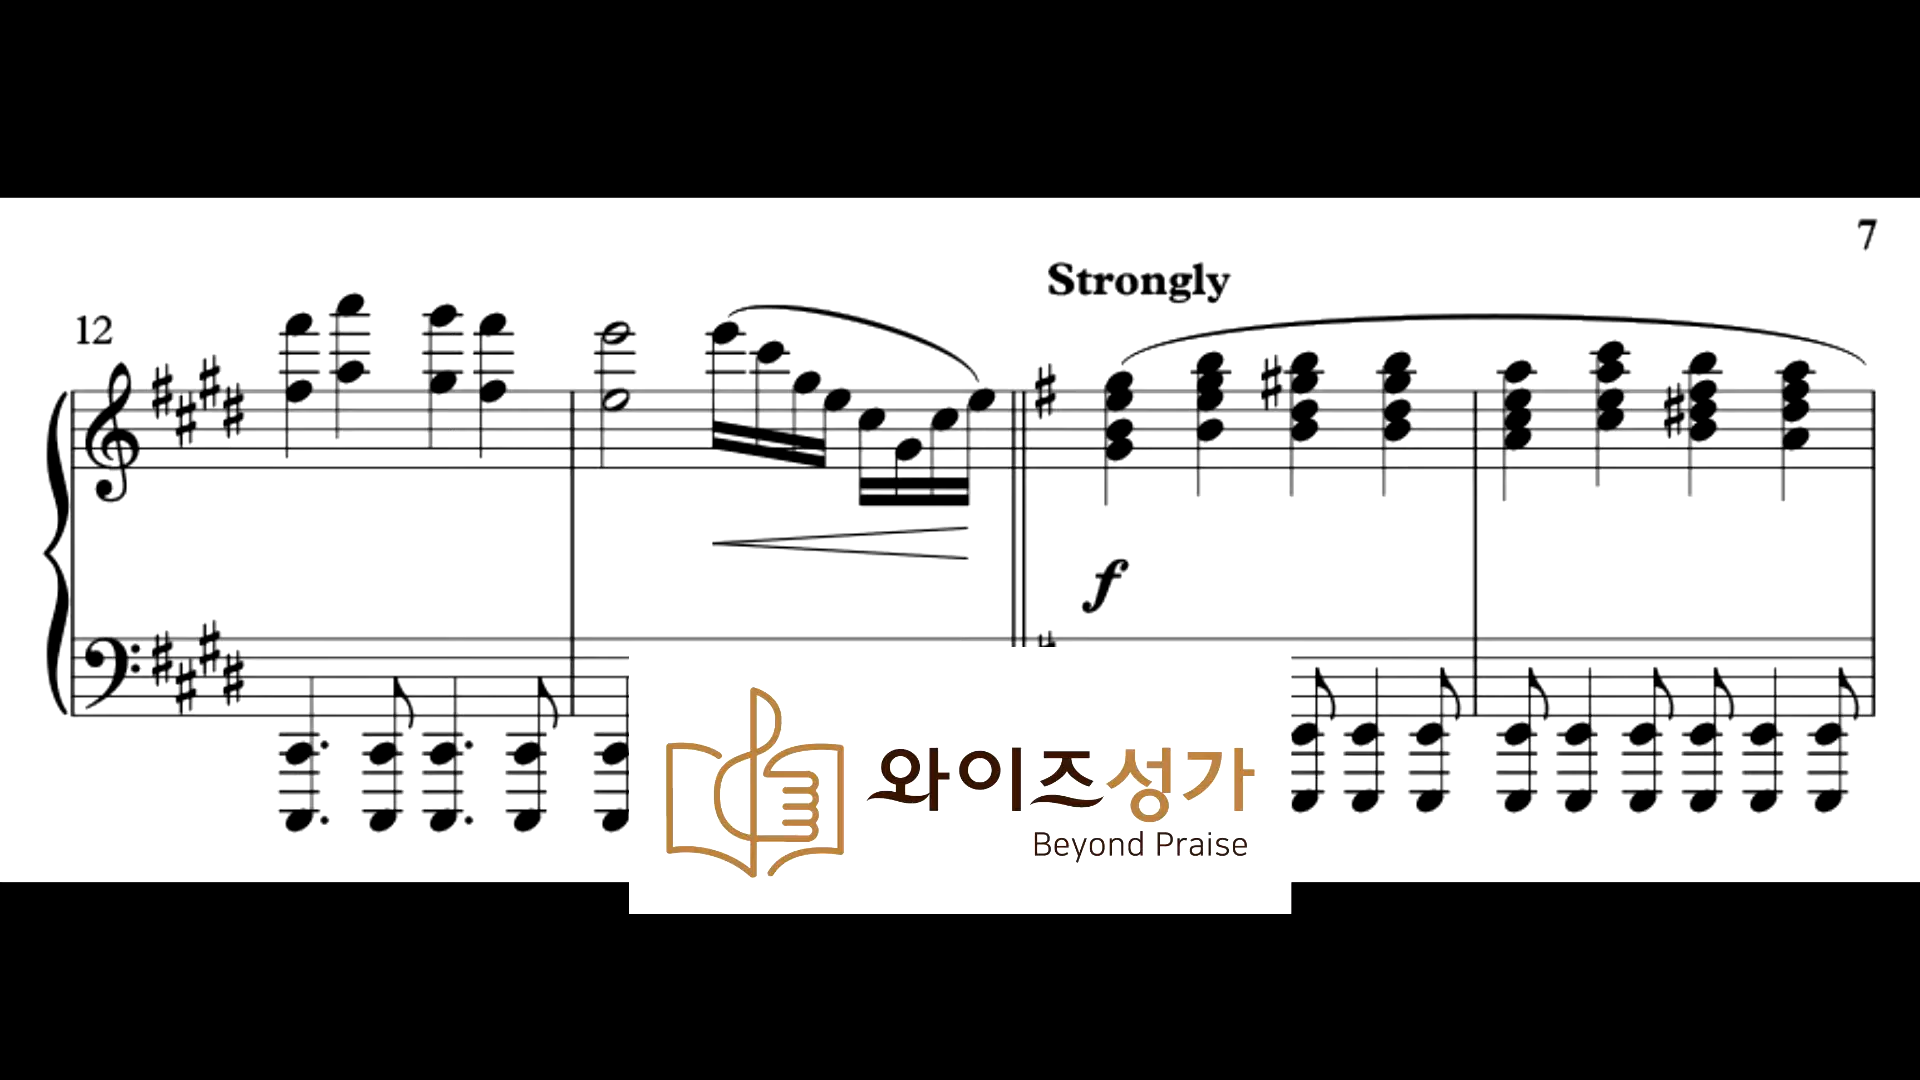 7
Strongly
12
f
와이즈성가
Beyond Praise